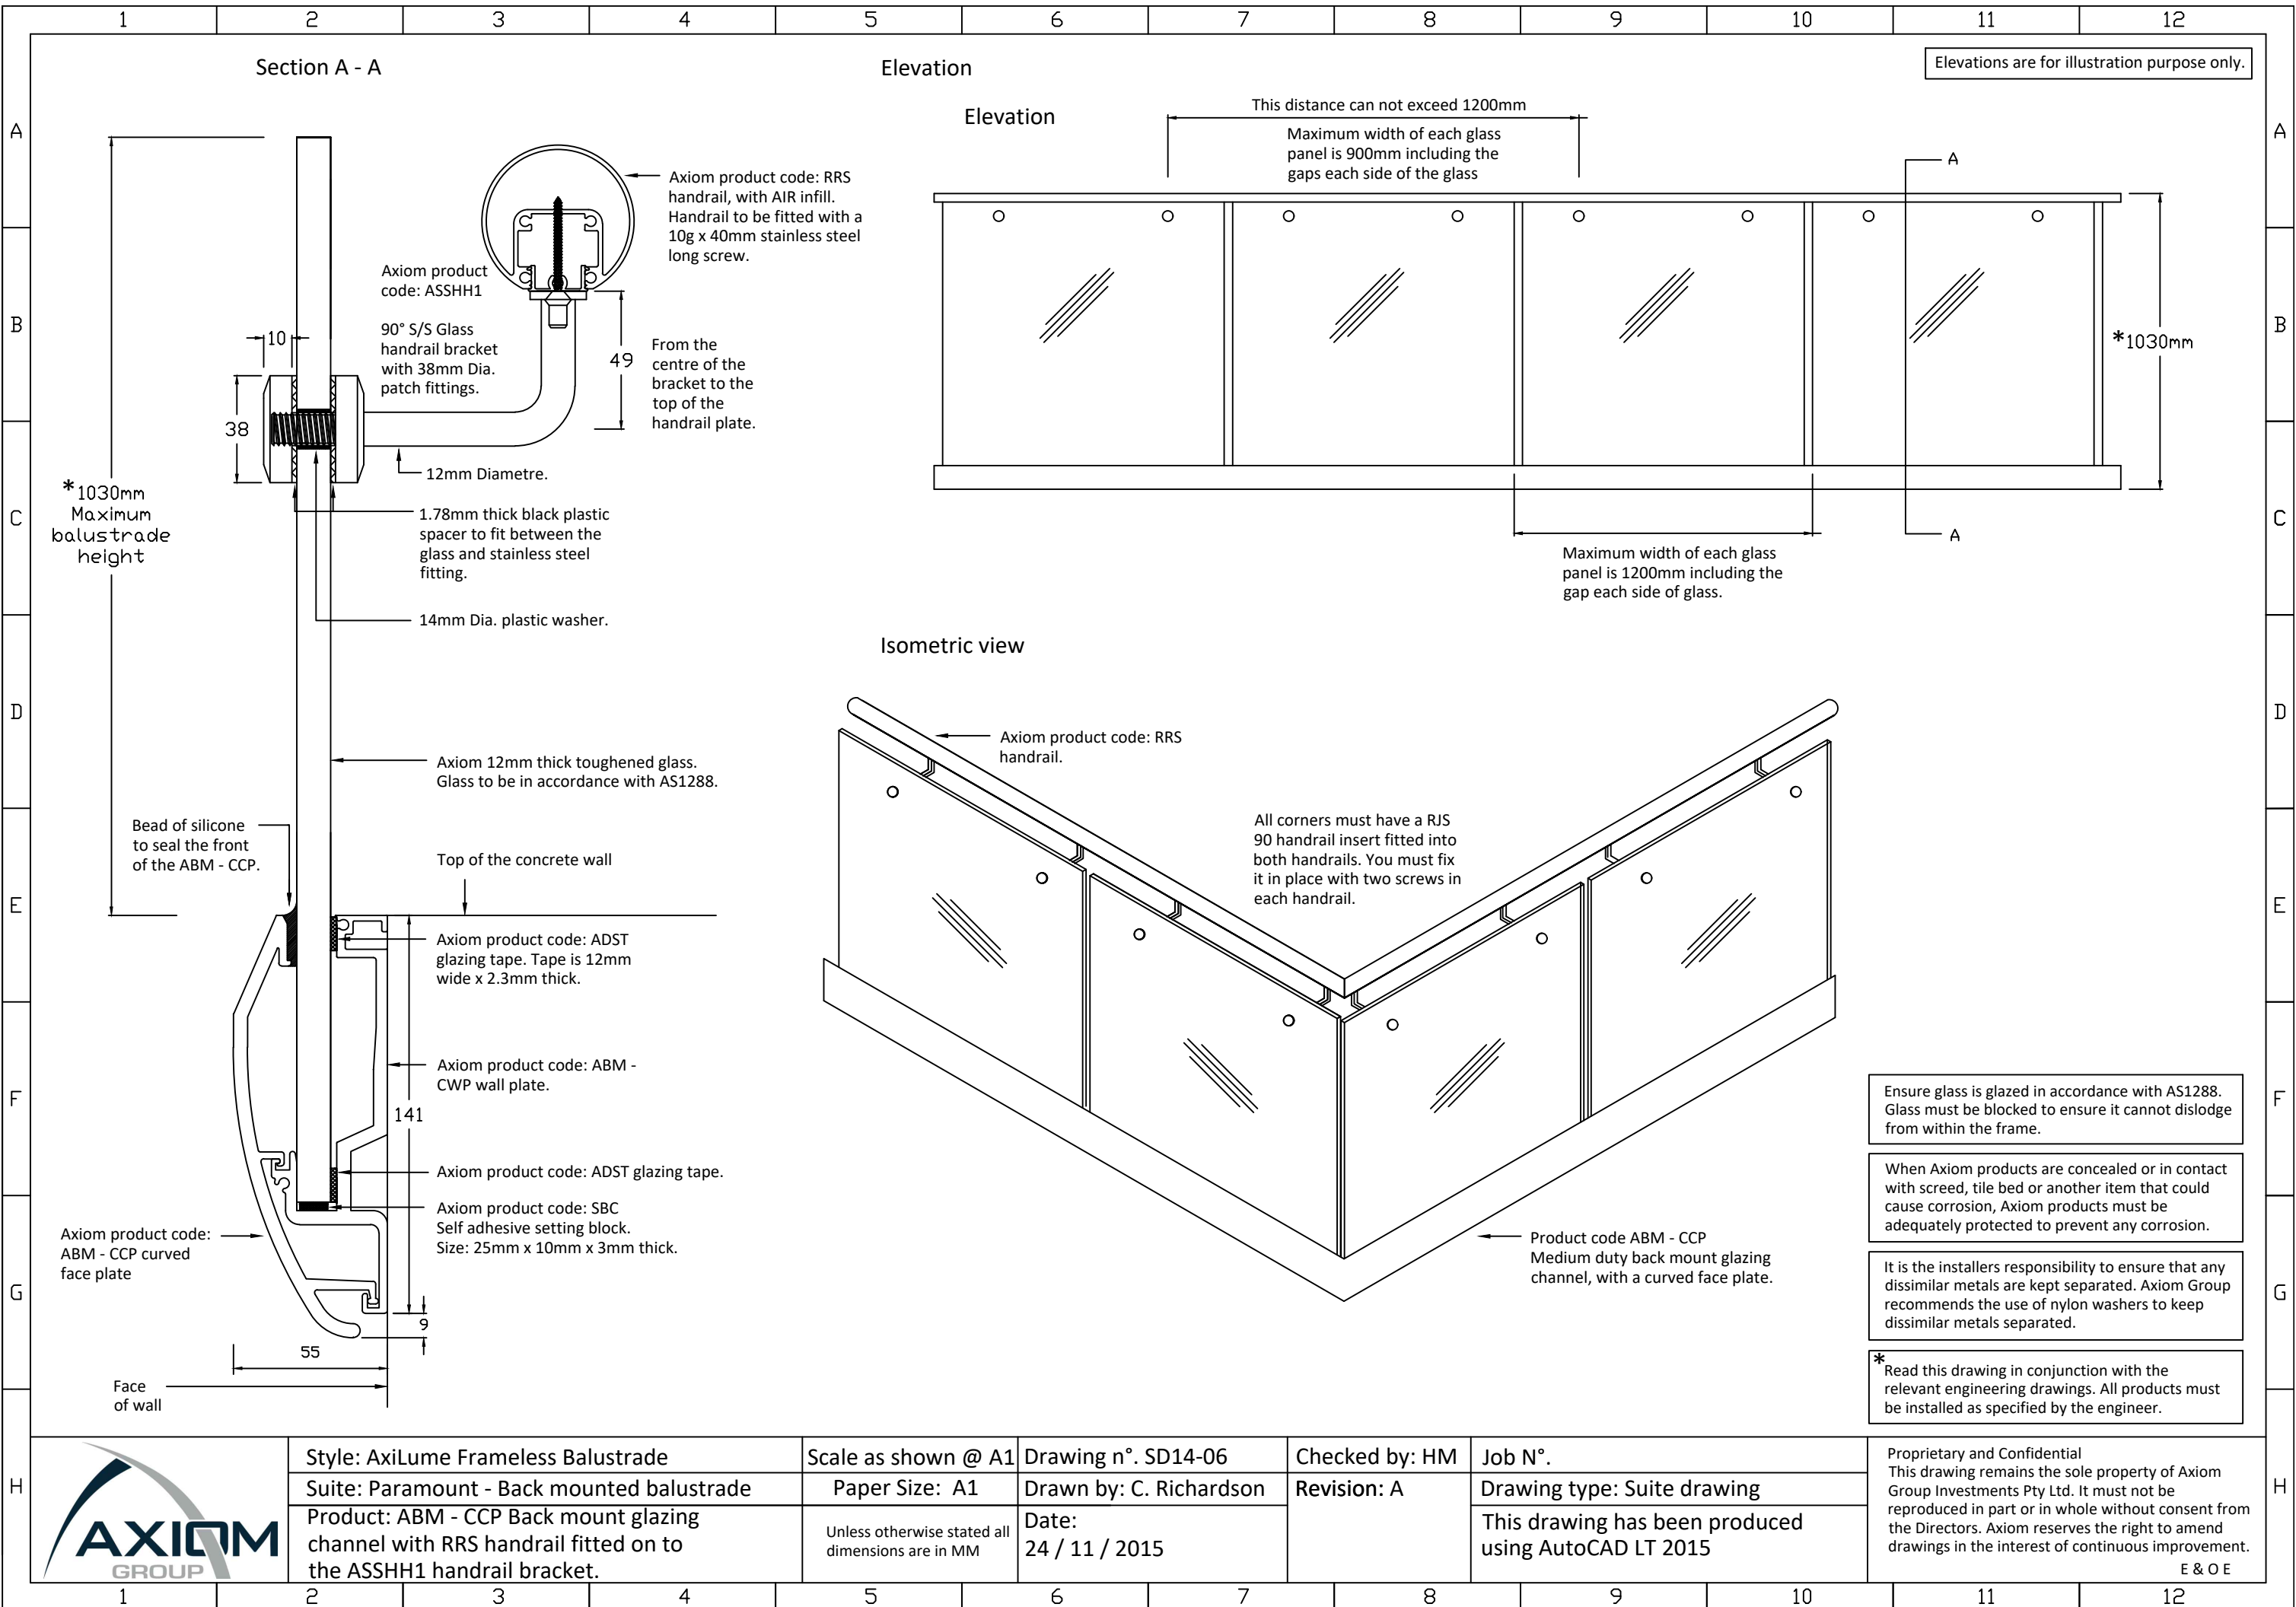 1 2 3 4 5 6 7 8 9 10 11 12
A
B
C
D
E
F
G
H
Section A - A
Axiom product code: RRS
handrail, with AIR infill.
Handrail to be fitted with a
10g x 40mm stainless steel
long screw.
Axiom product
code: ASSHH1
90° S/S Glass
handrail bracket
with 38mm Dia.
patch fittings.
10
38
49
From the
centre of the
bracket to the
top of the
handrail plate.
12mm Diametre.
*1030mm
Maximum
balustrade
height
1.78mm thick black plastic
spacer to fit between the
glass and stainless steel
fitting.
14mm Dia. plastic washer.
Axiom 12mm thick toughened glass.
Glass to be in accordance with AS1288.
Bead of silicone
to seal the front
of the ABM - CCP.
Top of the concrete wall
Axiom product code: ADST
glazing tape. Tape is 12mm
wide x 2.3mm thick.
Axiom product code: ABM -
CWP wall plate.
141
Axiom product code: ADST glazing tape.
Axiom product code: SBC
Self adhesive setting block.
Size: 25mm x 10mm x 3mm thick.
Axiom product code:
ABM - CCP curved
face plate
9
55
Face
of wall
Elevation
Elevation
Elevations are for illustration purpose only.
This distance can not exceed 1200mm
Maximum width of each glass
panel is 900mm including the
gaps each side of the glass
A
*1030mm
A
Maximum width of each glass
panel is 1200mm including the
gap each side of glass.
Isometric view
Axiom product code: RRS
handrail.
All corners must have a RJS
90 handrail insert fitted into
both handrails. You must fix
it in place with two screws in
each handrail.
Product code ABM - CCP
Medium duty back mount glazing
channel, with a curved face plate.
Ensure glass is glazed in accordance with AS1288.
Glass must be blocked to ensure it cannot dislodge
from within the frame.
When Axiom products are concealed or in contact
with screed, tile bed or another item that could
cause corrosion, Axiom products must be
adequately protected to prevent any corrosion.
It is the installers responsibility to ensure that any
dissimilar metals are kept separated. Axiom Group
recommends the use of nylon washers to keep
dissimilar metals separated.
*Read this drawing in conjunction with the
relevant engineering drawings. All products must
be installed as specified by the engineer.
AXIOM
GROUP
Style: AxiLume Frameless Balustrade
Suite: Paramount - Back mounted balustrade
Product: ABM - CCP Back mount glazing
channel with RRS handrail fitted on to
the ASSHH1 handrail bracket.
Scale as shown @ A1
Paper Size: A1
Unless otherwise stated all
dimensions are in MM
Drawing n°. SD14-06
Drawn by: C. Richardson
Date:
24 / 11 / 2015
Checked by: HM
Revision: A
Job N°.
Drawing type: Suite drawing
This drawing has been produced
using AutoCAD LT 2015
Proprietary and Confidential
This drawing remains the sole property of Axiom
Group Investments Pty Ltd. It must not be
reproduced in part or in whole without consent from
the Directors. Axiom reserves the right to amend
drawings in the interest of continuous improvement.
E & O E
A
B
C
D
E
F
G
H
1 2 3 4 5 6 7 8 9 10 11 12